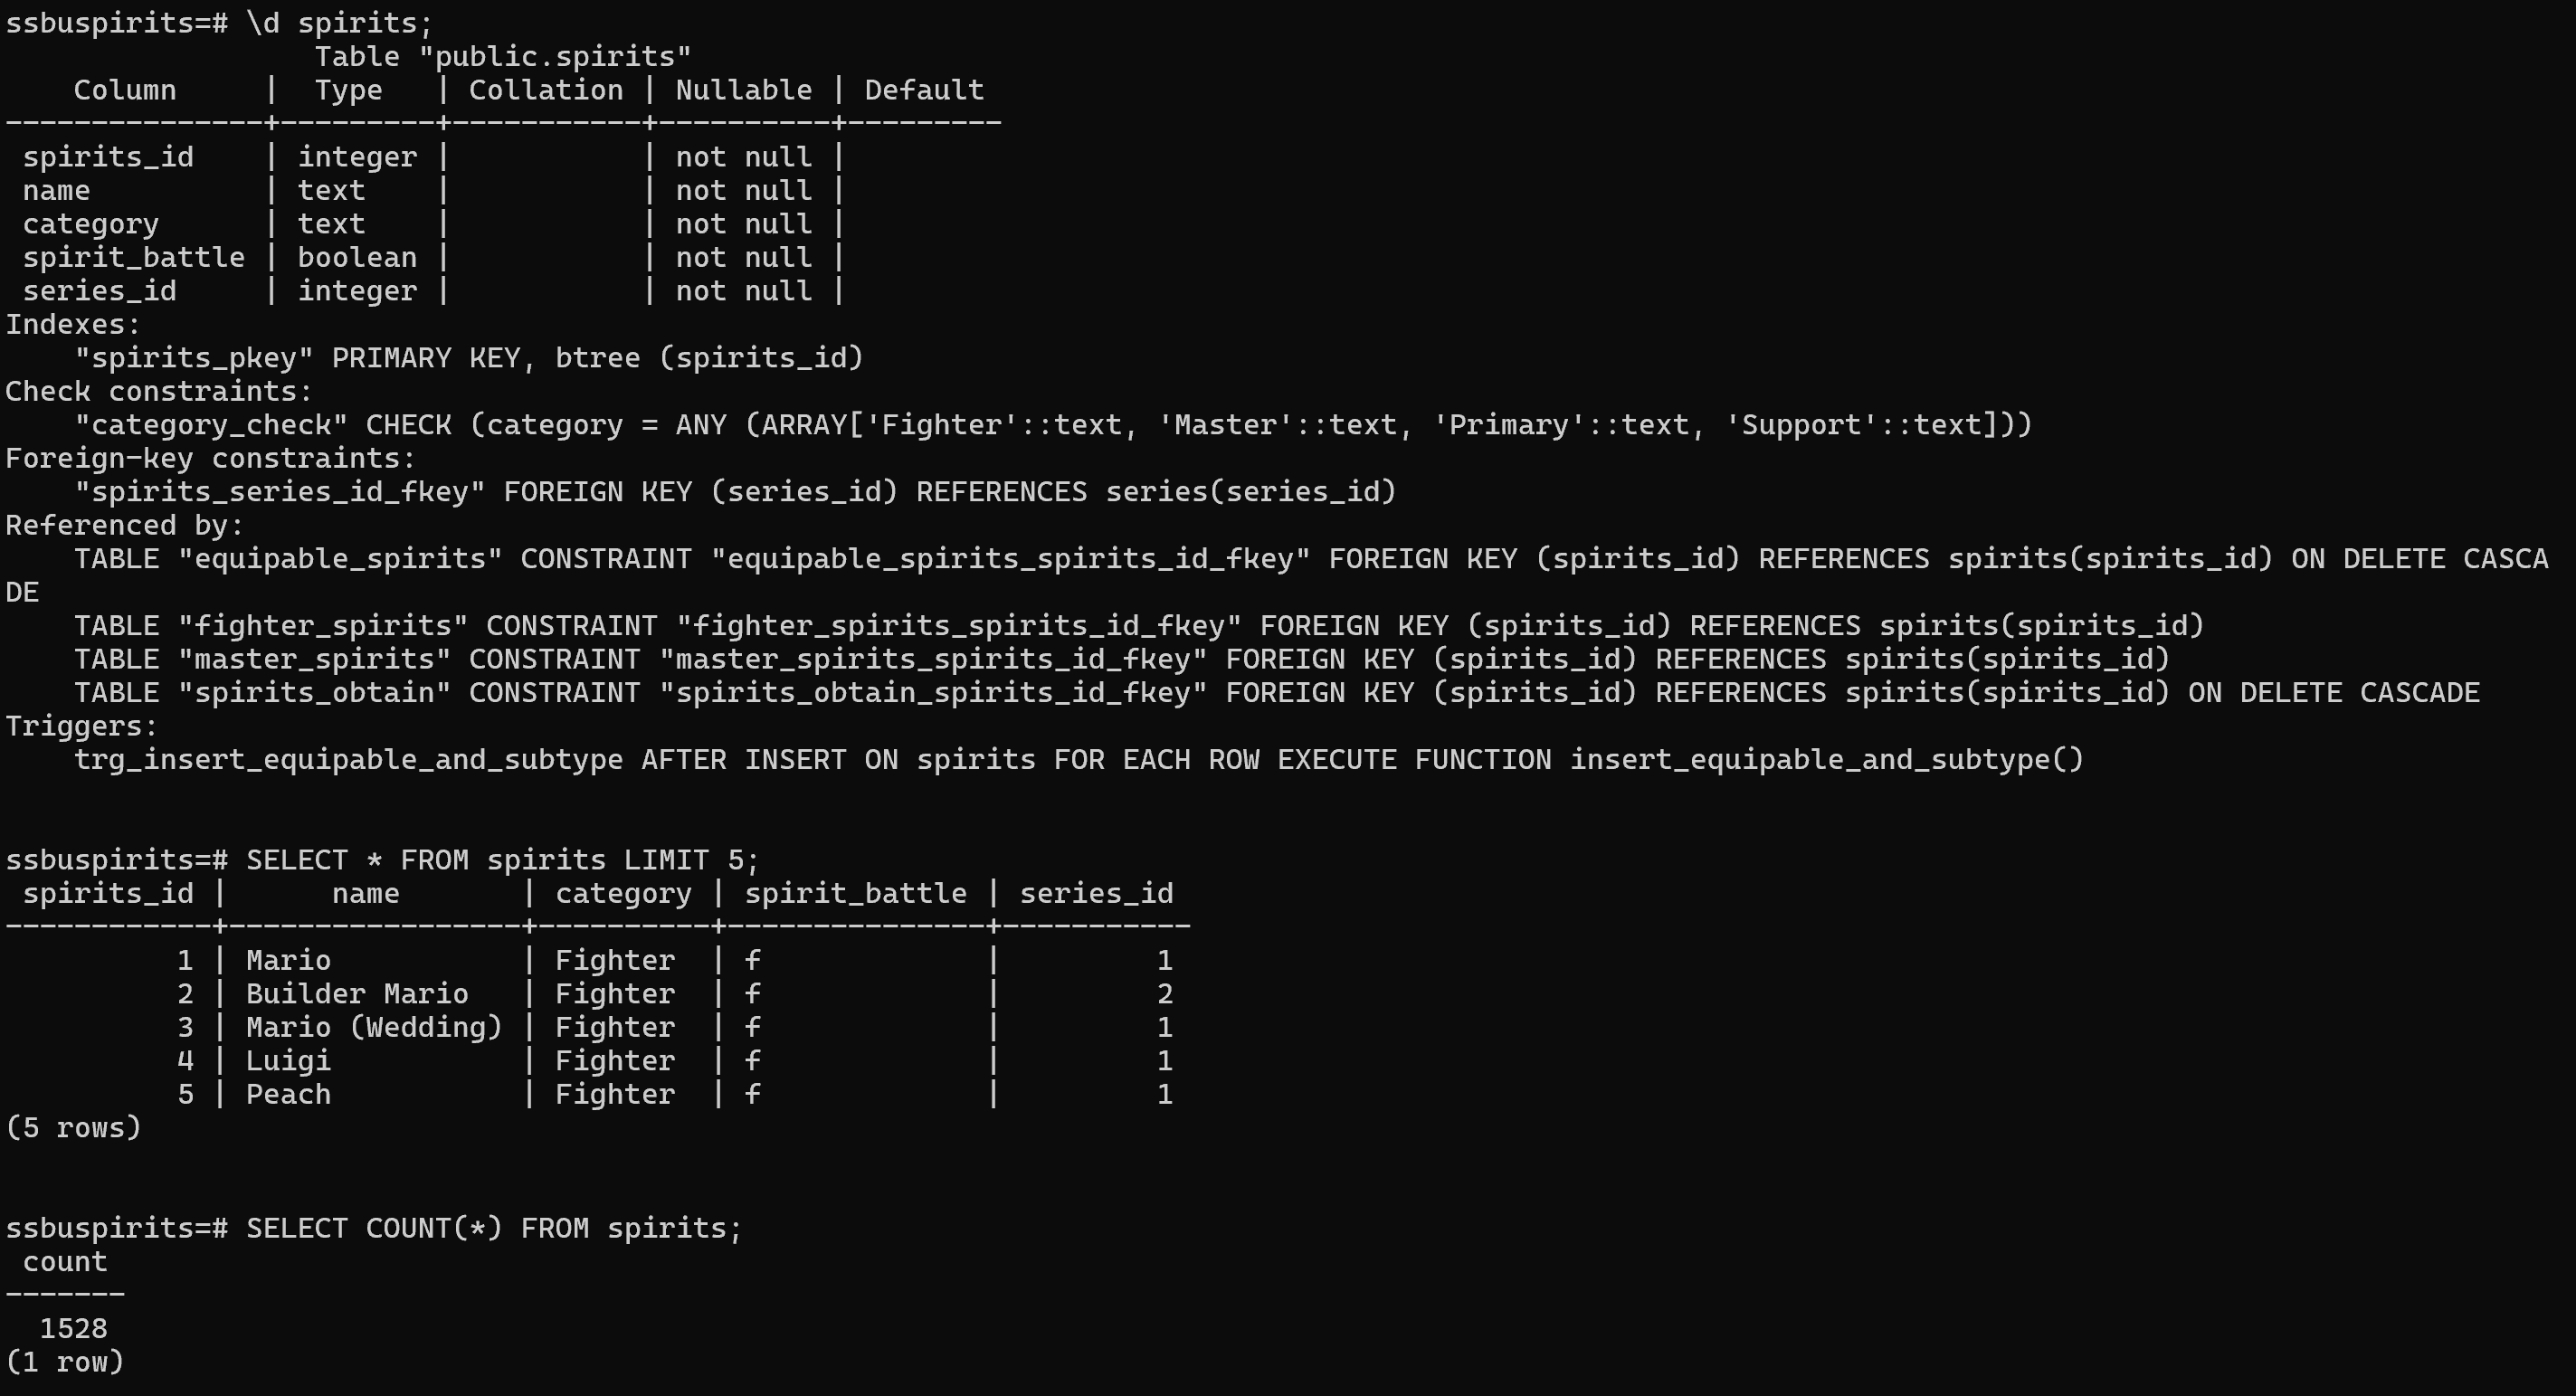 ssbuspirits=# \d spirits;
                  Table "public.spirits"
    Column     |  Type   | Collation | Nullable | Default
---------------+---------+-----------+----------+---------
 spirits_id    | integer |           | not null |
 name          | text    |           | not null |
 category      | text    |           | not null |
 spirit_battle | boolean |           | not null |
 series_id     | integer |           | not null |
Indexes:
    "spirits_pkey" PRIMARY KEY, btree (spirits_id)
Check constraints:
    "category_check" CHECK (category = ANY (ARRAY['Fighter'::text, 'Master'::text, 'Primary'::text, 'Support'::text]))
Foreign-key constraints:
    "spirits_series_id_fkey" FOREIGN KEY (series_id) REFERENCES series(series_id)
Referenced by:
    TABLE "equipable_spirits" CONSTRAINT "equipable_spirits_spirits_id_fkey" FOREIGN KEY (spirits_id) REFERENCES spirits(spirits_id) ON DELETE CASCA
DE
    TABLE "fighter_spirits" CONSTRAINT "fighter_spirits_spirits_id_fkey" FOREIGN KEY (spirits_id) REFERENCES spirits(spirits_id)
    TABLE "master_spirits" CONSTRAINT "master_spirits_spirits_id_fkey" FOREIGN KEY (spirits_id) REFERENCES spirits(spirits_id)
    TABLE "spirits_obtain" CONSTRAINT "spirits_obtain_spirits_id_fkey" FOREIGN KEY (spirits_id) REFERENCES spirits(spirits_id) ON DELETE CASCADE
Triggers:
    trg_insert_equipable_and_subtype AFTER INSERT ON spirits FOR EACH ROW EXECUTE FUNCTION insert_equipable_and_subtype()
ssbuspirits=# SELECT * FROM spirits LIMIT 5;
 spirits_id |      name       | category | spirit_battle | series_id
------------+-----------------+----------+---------------+-----------
          1 | Mario           | Fighter  | f             |         1
          2 | Builder Mario   | Fighter  | f             |         2
          3 | Mario (Wedding) | Fighter  | f             |         1
          4 | Luigi           | Fighter  | f             |         1
          5 | Peach           | Fighter  | f             |         1
(5 rows)
ssbuspirits=# SELECT COUNT(*) FROM spirits;
 count
-------
  1528
(1 row)